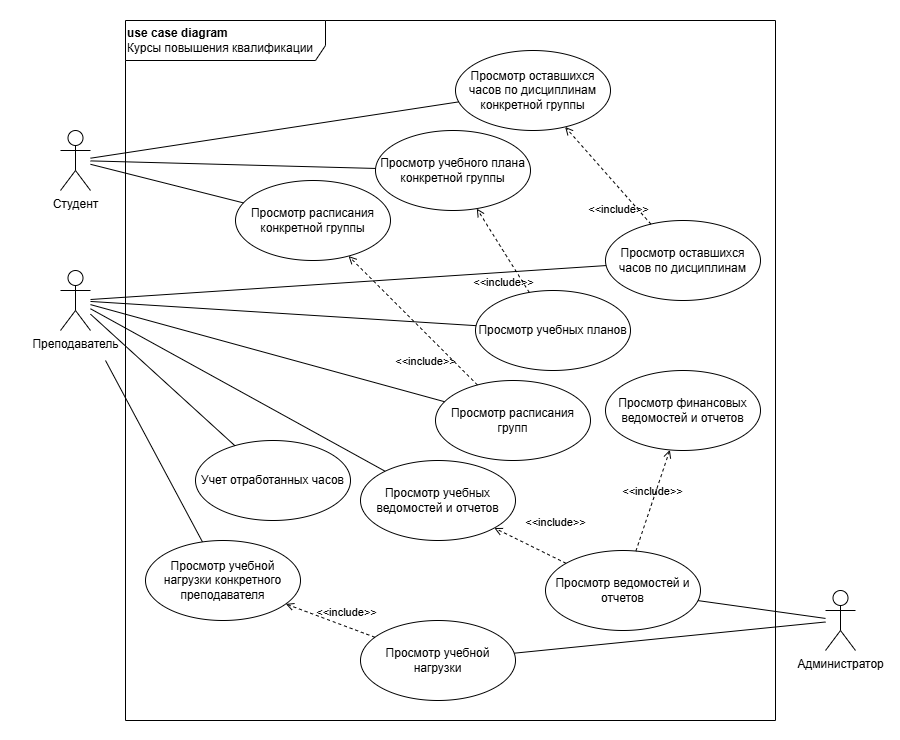 use case diagram
Курсы повышения квалификации
Просмотр оставшихся
часов по дисциплинам
конкретной группы
Просмотр учебного плана
конкретной группы
Студент
Просмотр расписания
конкретной группы
<<include>>
Просмотр оставшихся
часов по дисциплинам
<<include>>
Преподаватель
Просмотр учебных планов
<<include>>
Просмотр расписания
групп
Просмотр финансовых
ведомостей и отчетов
Учет отработанных часов
Просмотр учебных
ведомостей и отчетов
<<include>>
<<include>>
Просмотр учебной
нагрузки конкретного
преподавателя
Просмотр ведомостей и
отчетов
<<include>>
Просмотр учебной
нагрузки
Администратор